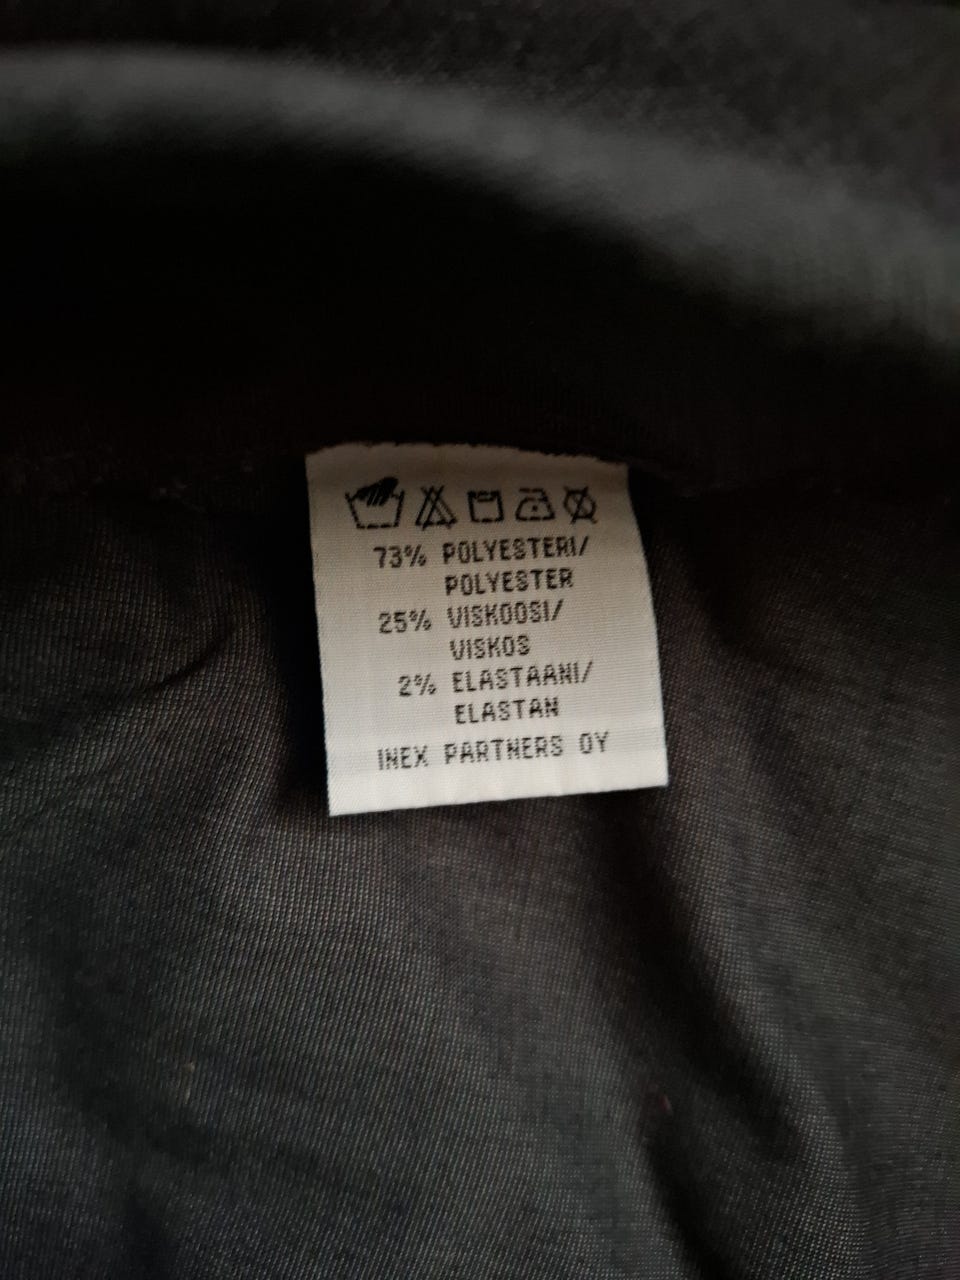 73% POLYESTERI/
POLYESTER
25% VISKOOSI/
VISKOS
2% ELASTAANI/
ELASTAN
INEX PARTNERS OY